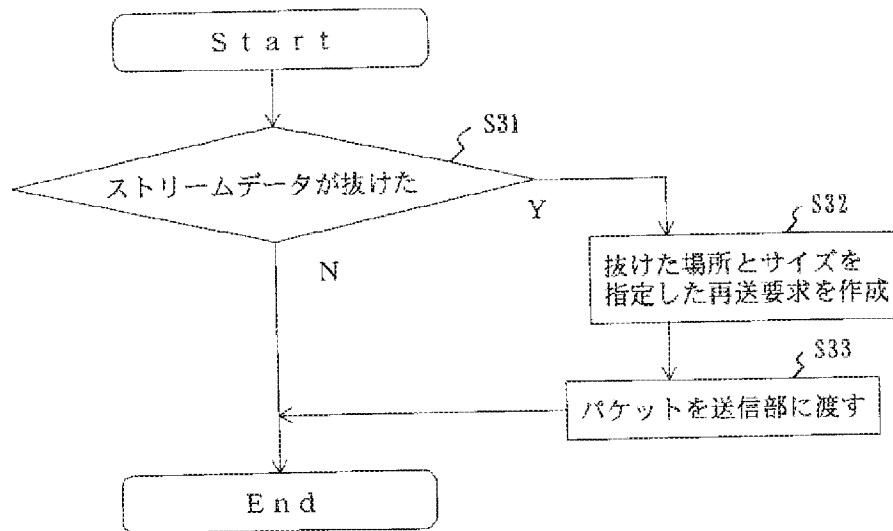 Start
S31
ストリームデータが抜けた
Y
N
S32
抜けた場所とサイズを
指定した再送要求を作成
S33
パケットを送信部に渡す
End